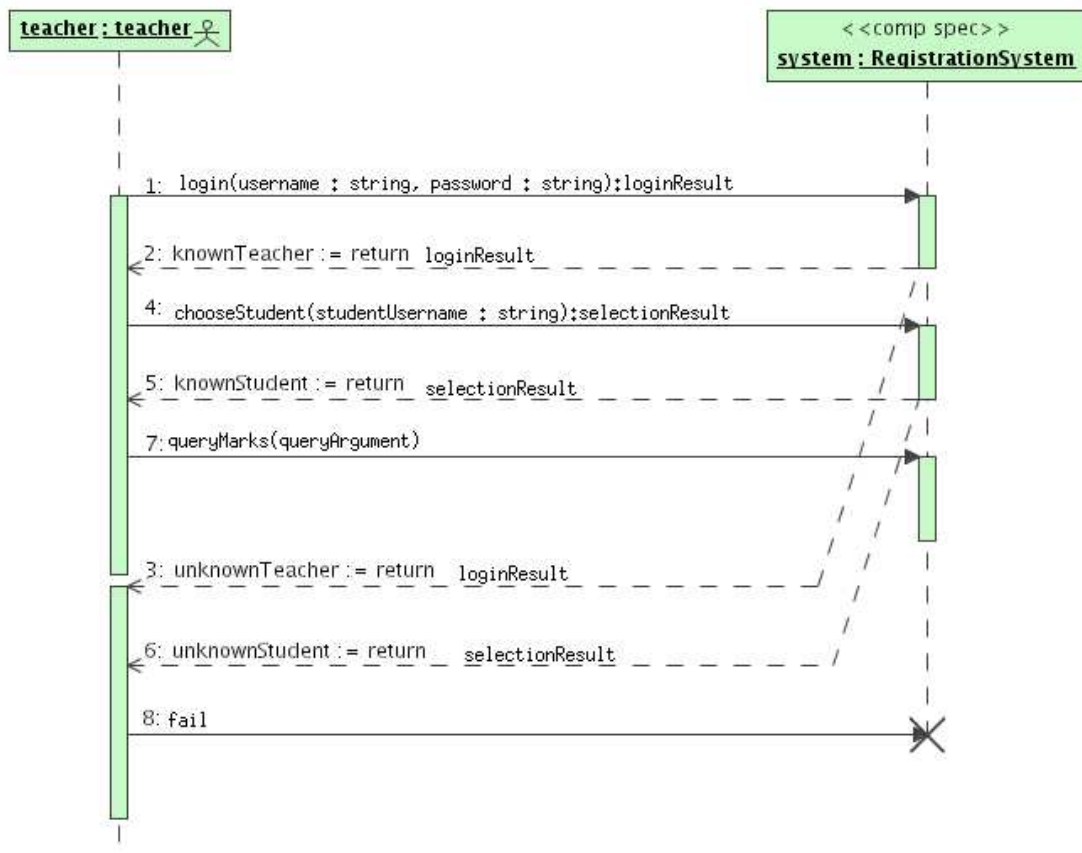 teacher : teacher
<<comp spec>>
system : RegistrationSystem
1: login(username : string, password : string):loginResult
2: knownTeacher := return loginResult
4: chooseStudent(studentUsername : string):selectionResult
5: knownStudent := return selectionResult
7: queryMarks(queryArgument)
3: unknownTeacher := return loginResult
6: unknownStudent := return selectionResult
8: fail